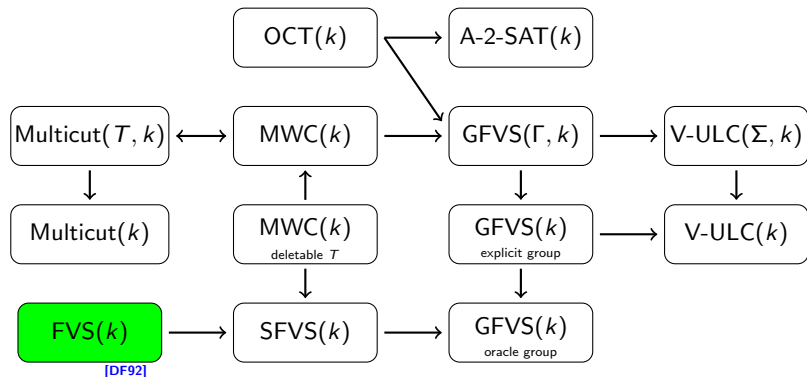 OCT(k)
A-2-SAT(k)
Multicut(T, k)
MWC(k)
GFVS(Γ, k)
V-ULC(Σ, k)
Multicut(k)
MWC(k)
deletable T
GFVS(k)
explicit group
V-ULC(k)
FVS(k)
[DF92]
SFVS(k)
GFVS(k)
oracle group